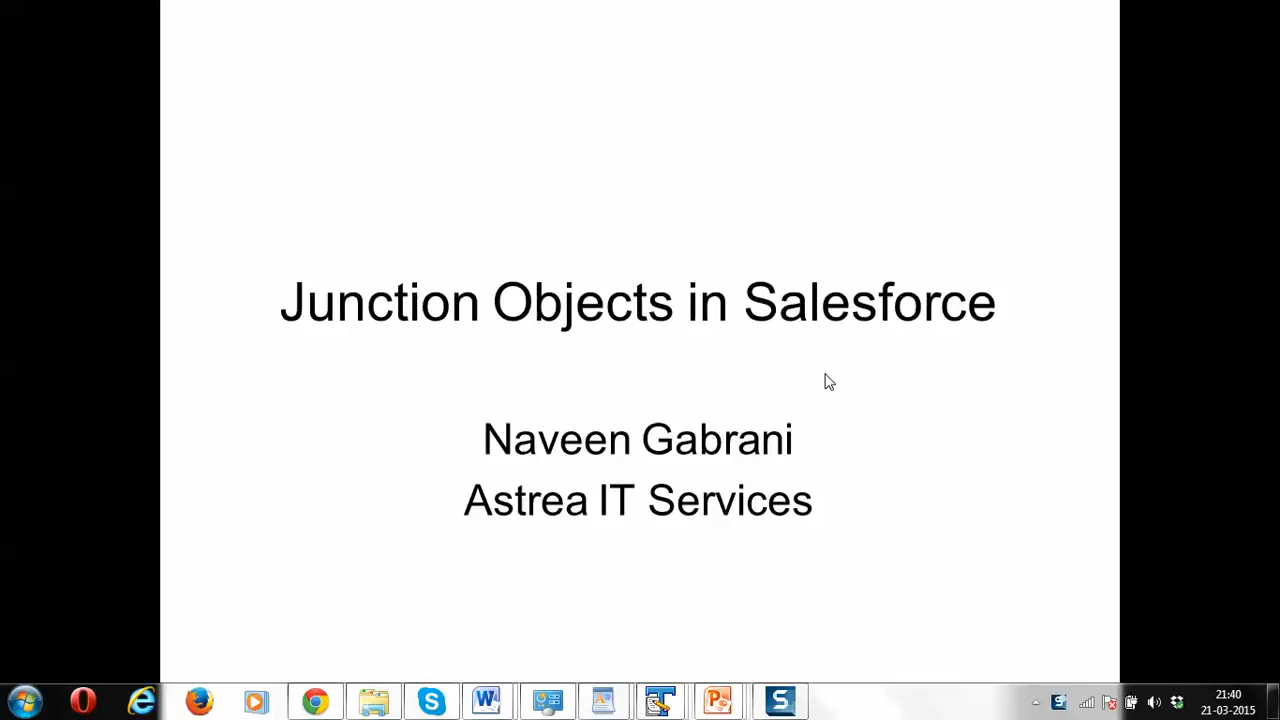 Junction Objects in Salesforce
Naveen Gabrani
Astrea IT Services
21:40
21-03-2015